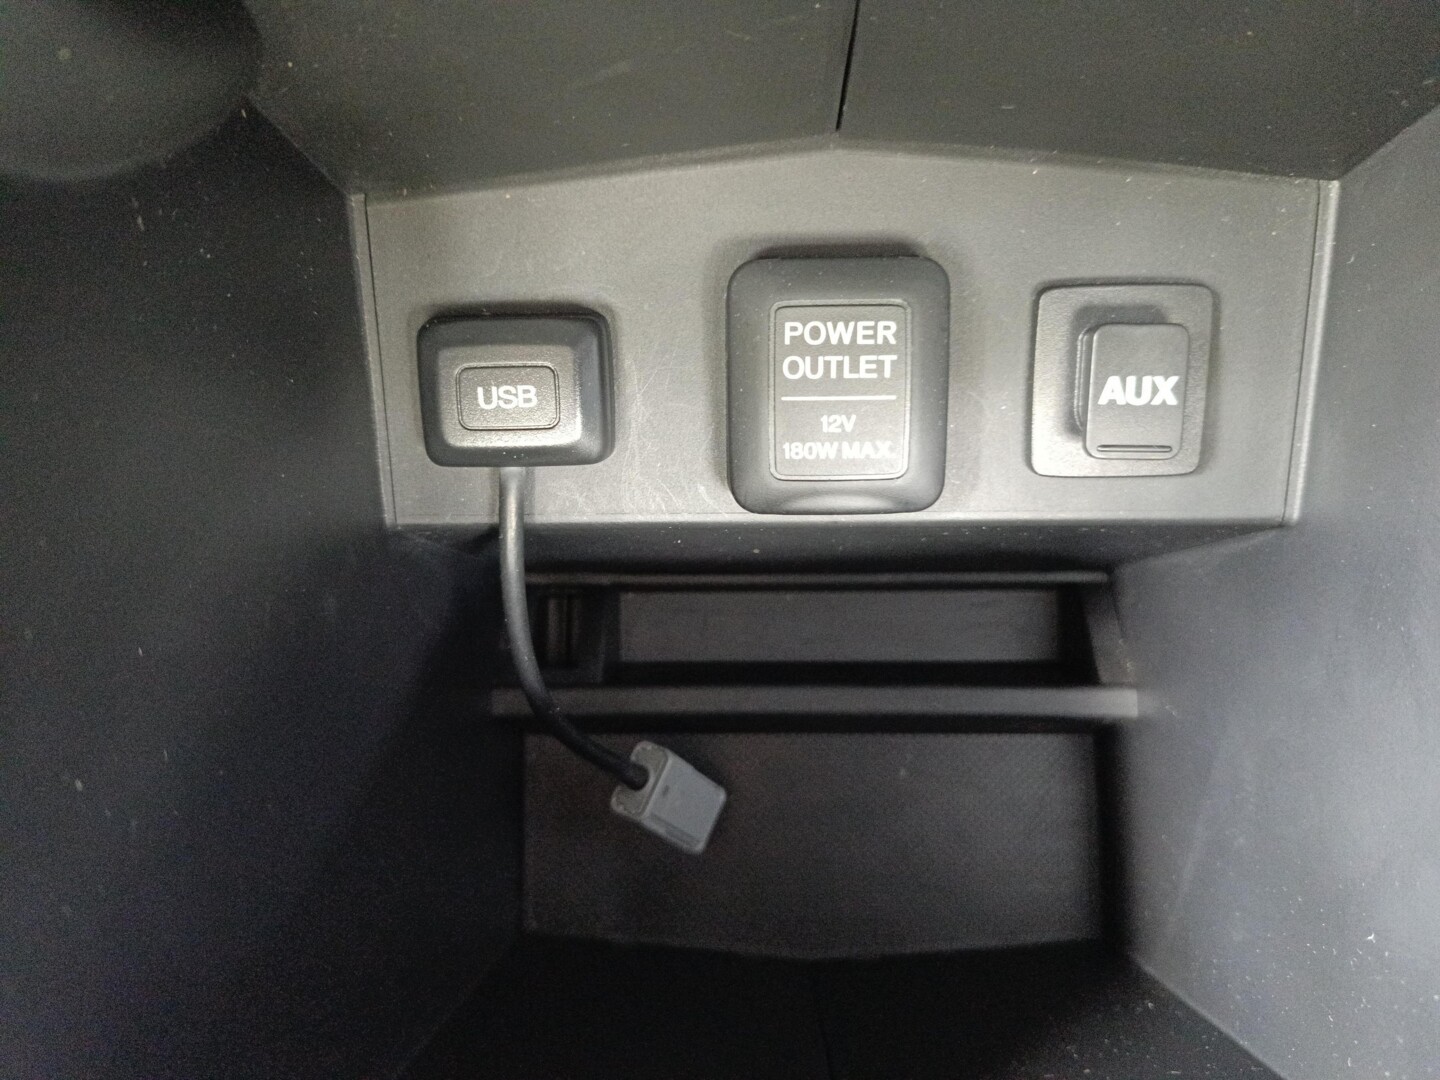 USB
POWER
OUTLET
12V
180W MAX.
AUX